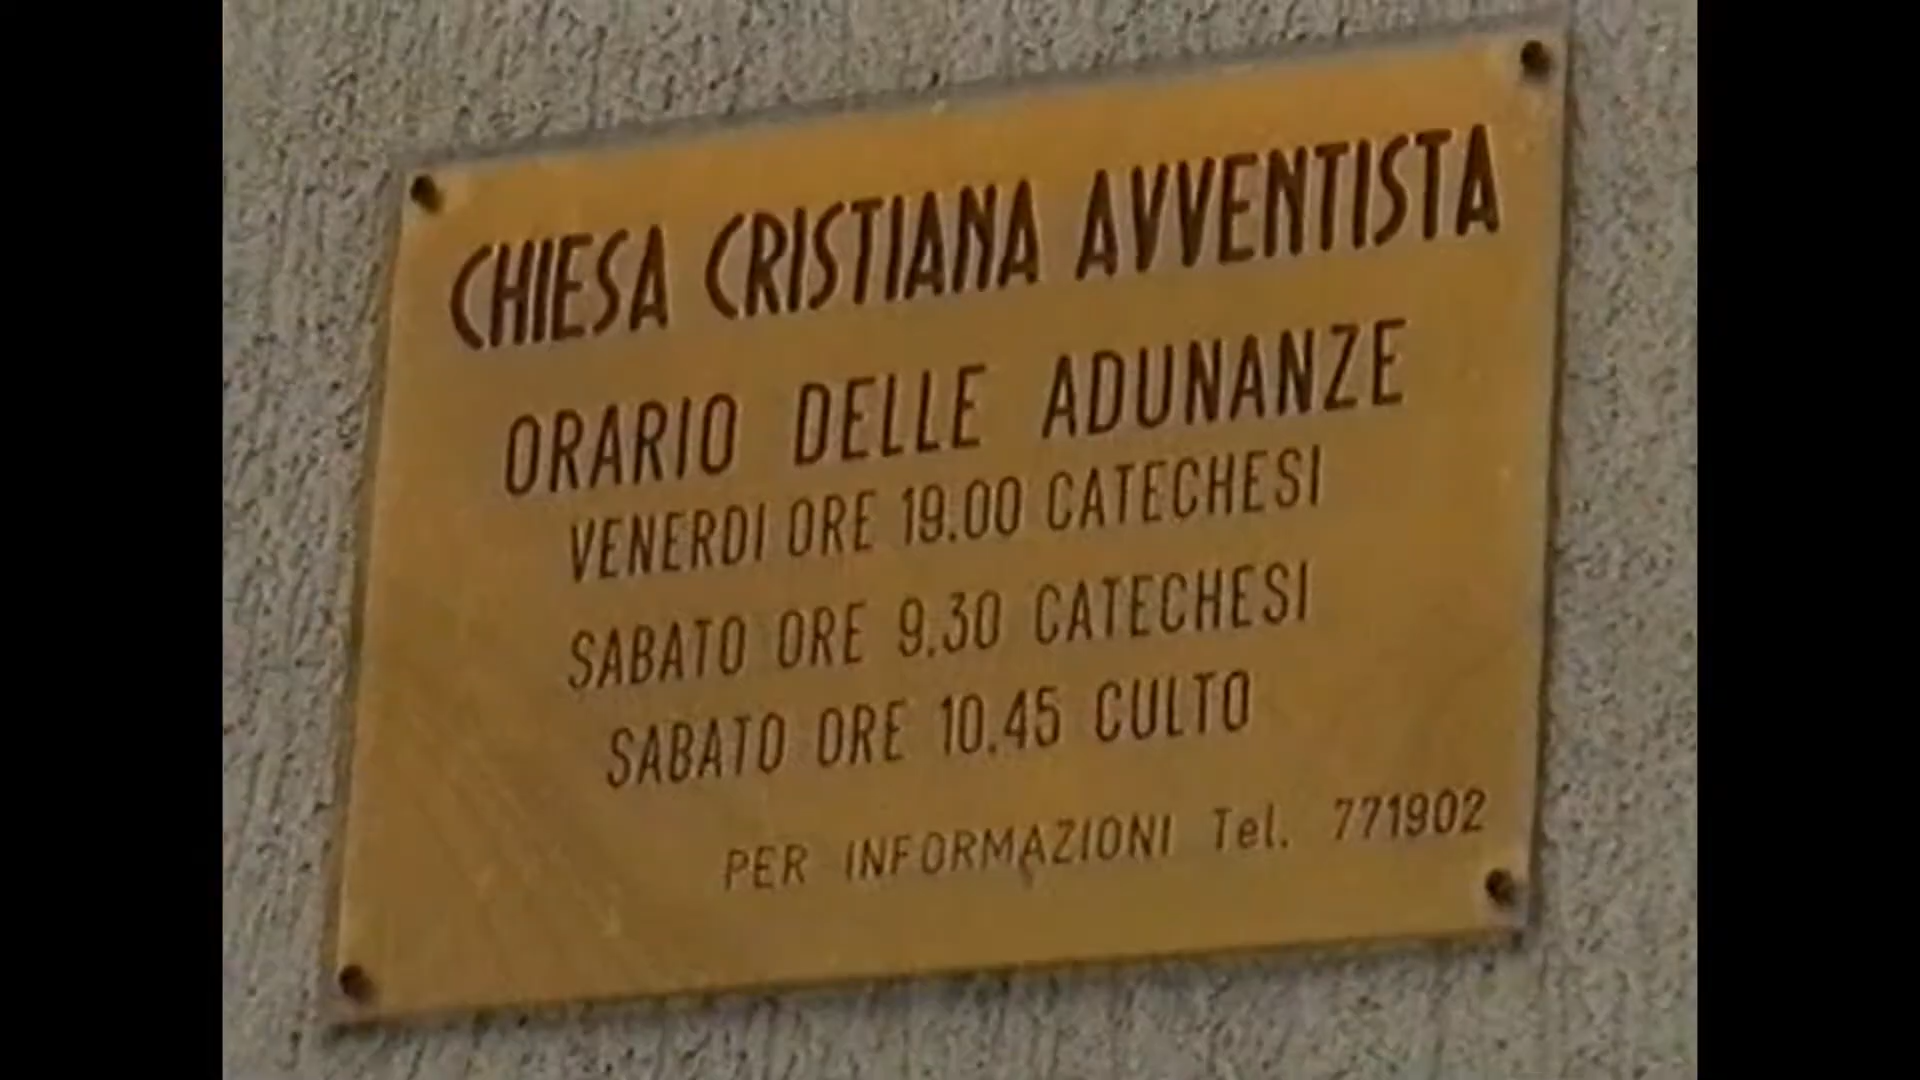 CHIESA CRISTIANA AVVENTISTA
ORARIO DELLE ADUNANZE
VENERDI ORE 19.00 CATECHESI
SABATO ORE 9.30 CATECHESI
SABATO ORE 10.45 CULTO
PER INFORMAZIONI Tel. 771902